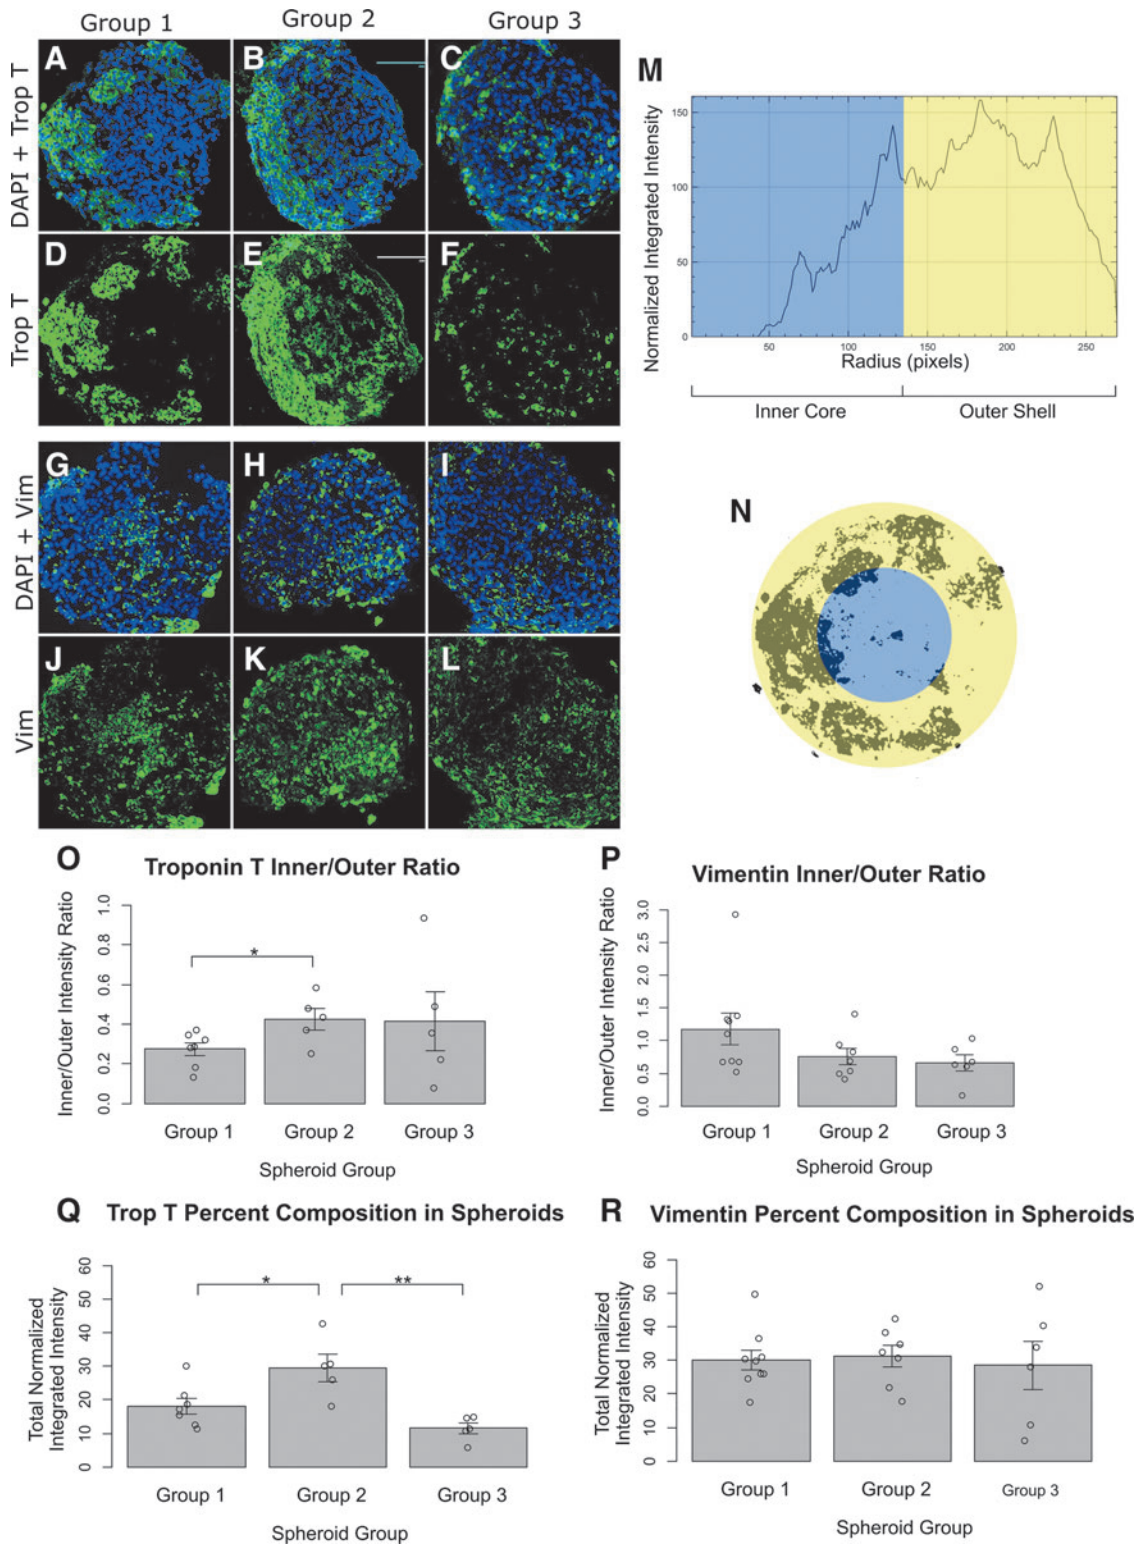 Group 1 Group 2 Group 3
DAPI + Trop T
A B C
Trop T
D E F
DAPI + Vim
G H I
Vim
J K L
M
Normalized Integrated Intensity
150
100
50
0
50 100 150 200 250
Radius (pixels)
Inner Core Outer Shell
N
O
Troponin T Inner/Outer Ratio
Inner/Outer Intensity Ratio
1.0
0.8
0.6
0.4
0.2
0.0
*
Group 1 Group 2 Group 3
Spheroid Group
P
Vimentin Inner/Outer Ratio
Inner/Outer Intensity Ratio
3.0
2.5
2.0
1.5
1.0
0.5
0.0
Group 1 Group 2 Group 3
Spheroid Group
Q
Trop T Percent Composition in Spheroids
Total Normalized
Integrated Intensity
60
50
40
30
20
10
0
* **
Group 1 Group 2 Group 3
Spheroid Group
R
Vimentin Percent Composition in Spheroids
Total Normalized
Integrated Intensity
60
50
40
30
20
10
0
Group 1 Group 2 Group 3
Spheroid Group